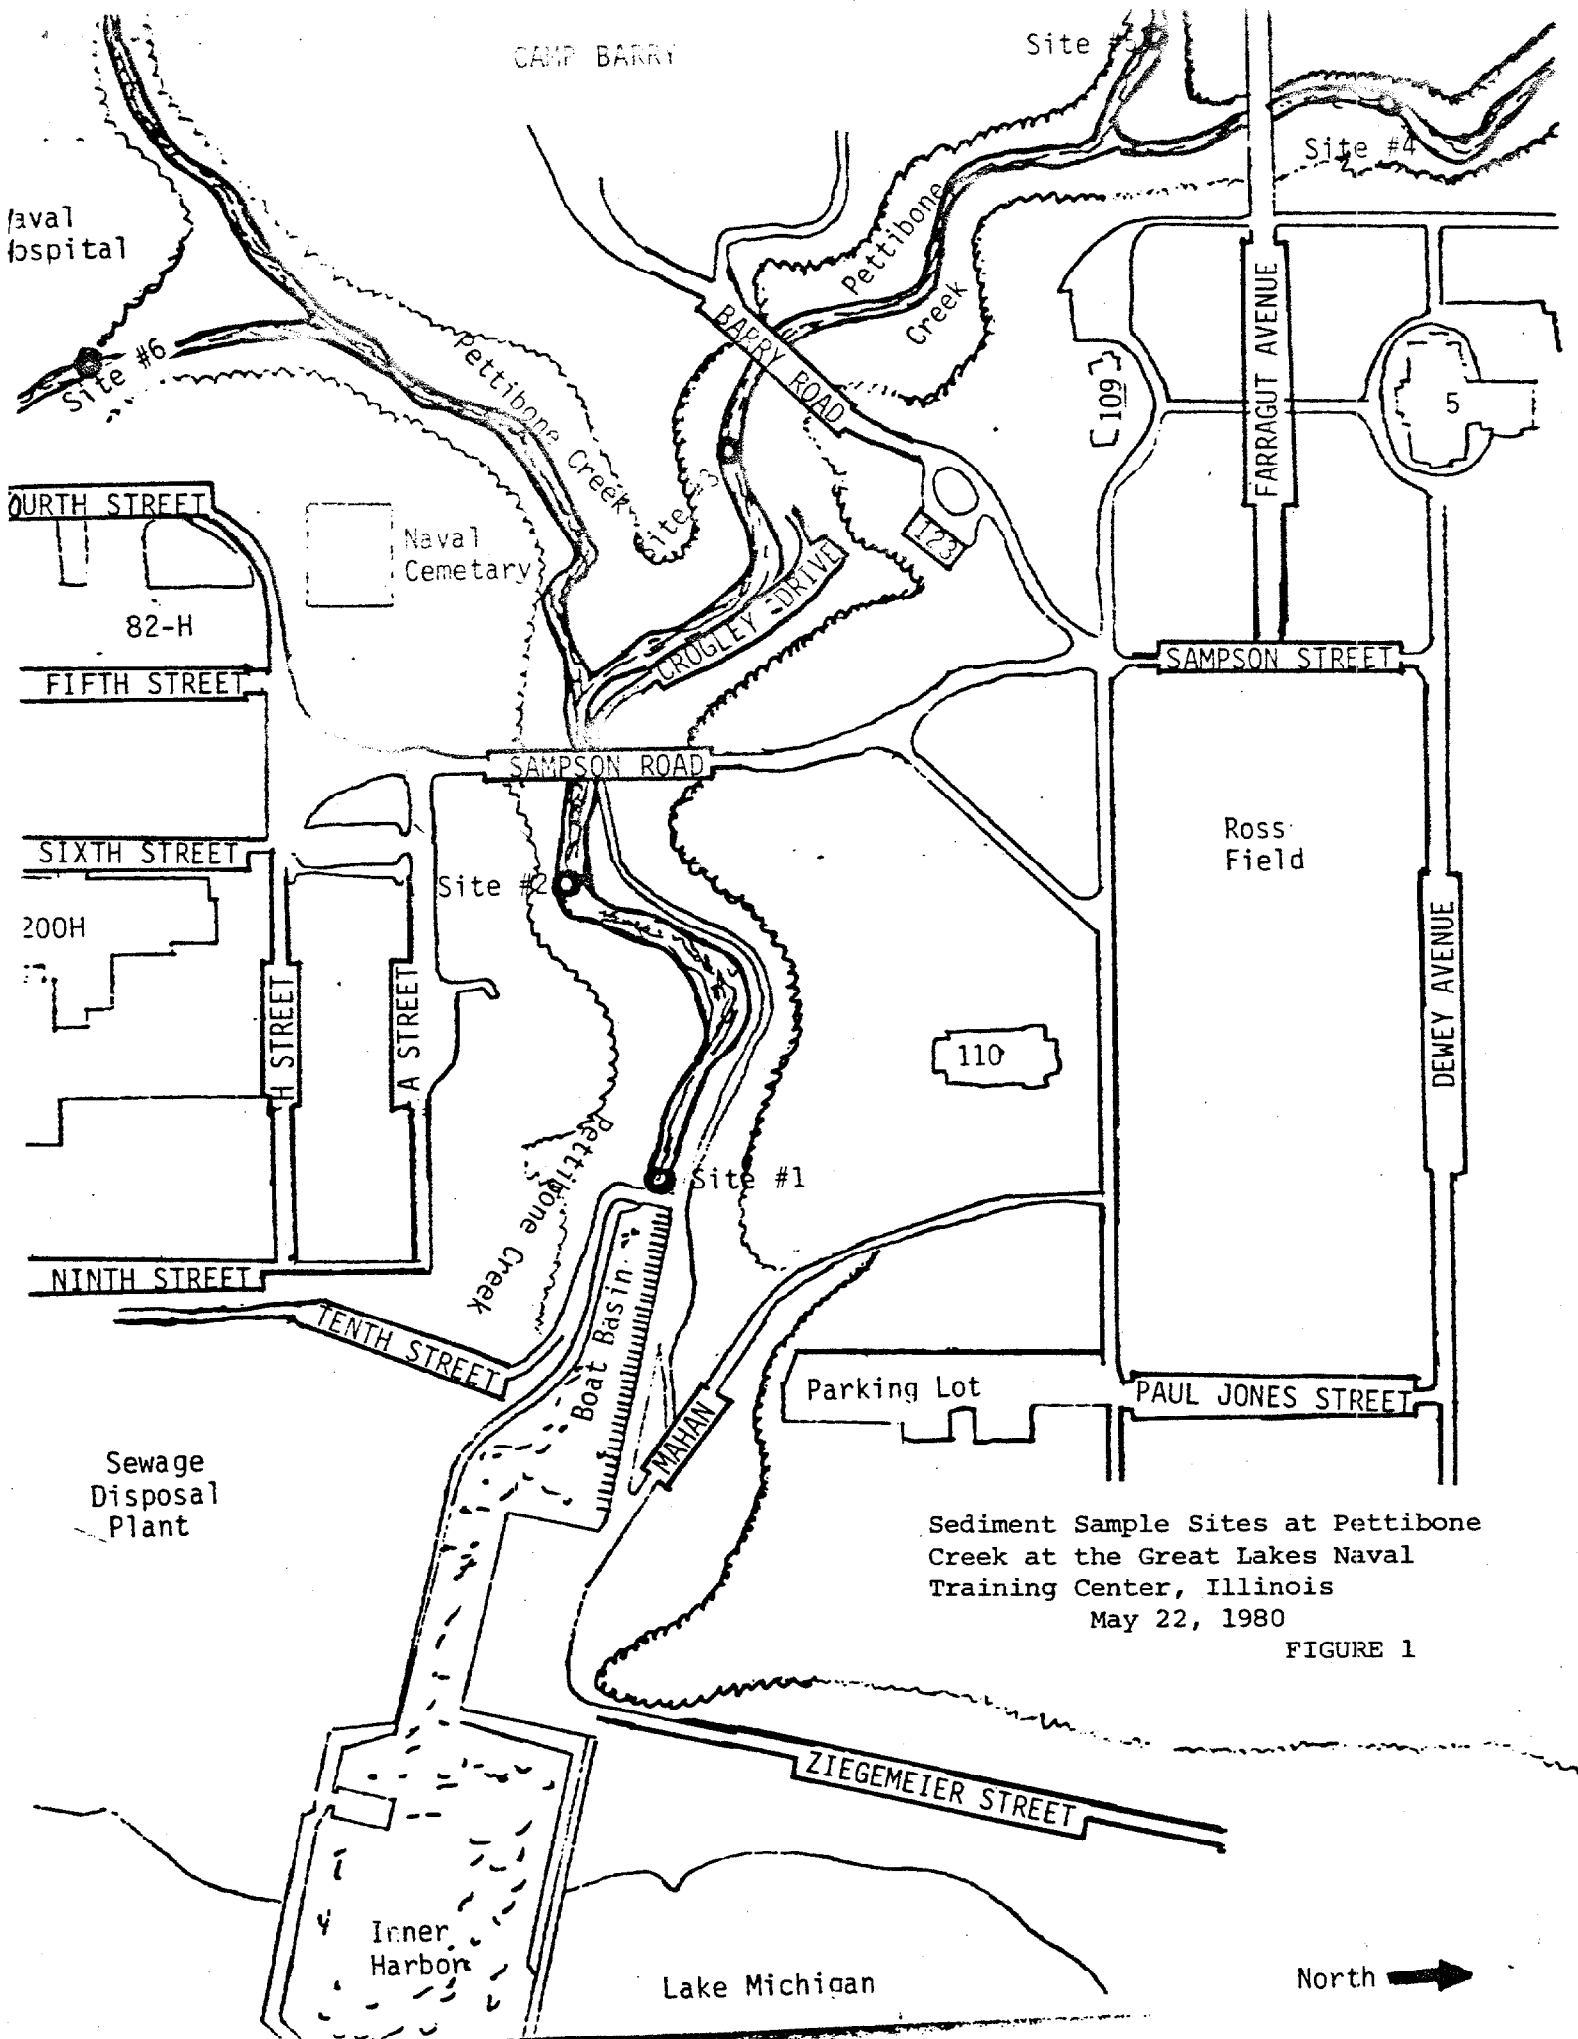 CAMP BARRY
Site #5
Site #4
aval
ospital
Pettibone
Creek
BARRY ROAD
FARRAGUT AVENUE
Site #6
Pettibone Creek
109
5
OURTH STREET
Site #3
Naval
Cemetary
123
82-H
CROGLEY DRIVE
FIFTH STREET
SAMPSON STREET
SAMPSON ROAD
Ross
Field
SIXTH STREET
Site #2
200H
H STREET
A STREET
DEWEY AVENUE
110
Pettibone Creek
Site #1
NINTH STREET
TENTH STREET
Boat Basin
MAHAN
Parking Lot
PAUL JONES STREET
Sewage
Disposal
Plant
Sediment Sample Sites at Pettibone
Creek at the Great Lakes Naval
Training Center, Illinois
May 22, 1980
FIGURE 1
ZIEGEMEIER STREET
Inner
Harbor
Lake Michigan
North